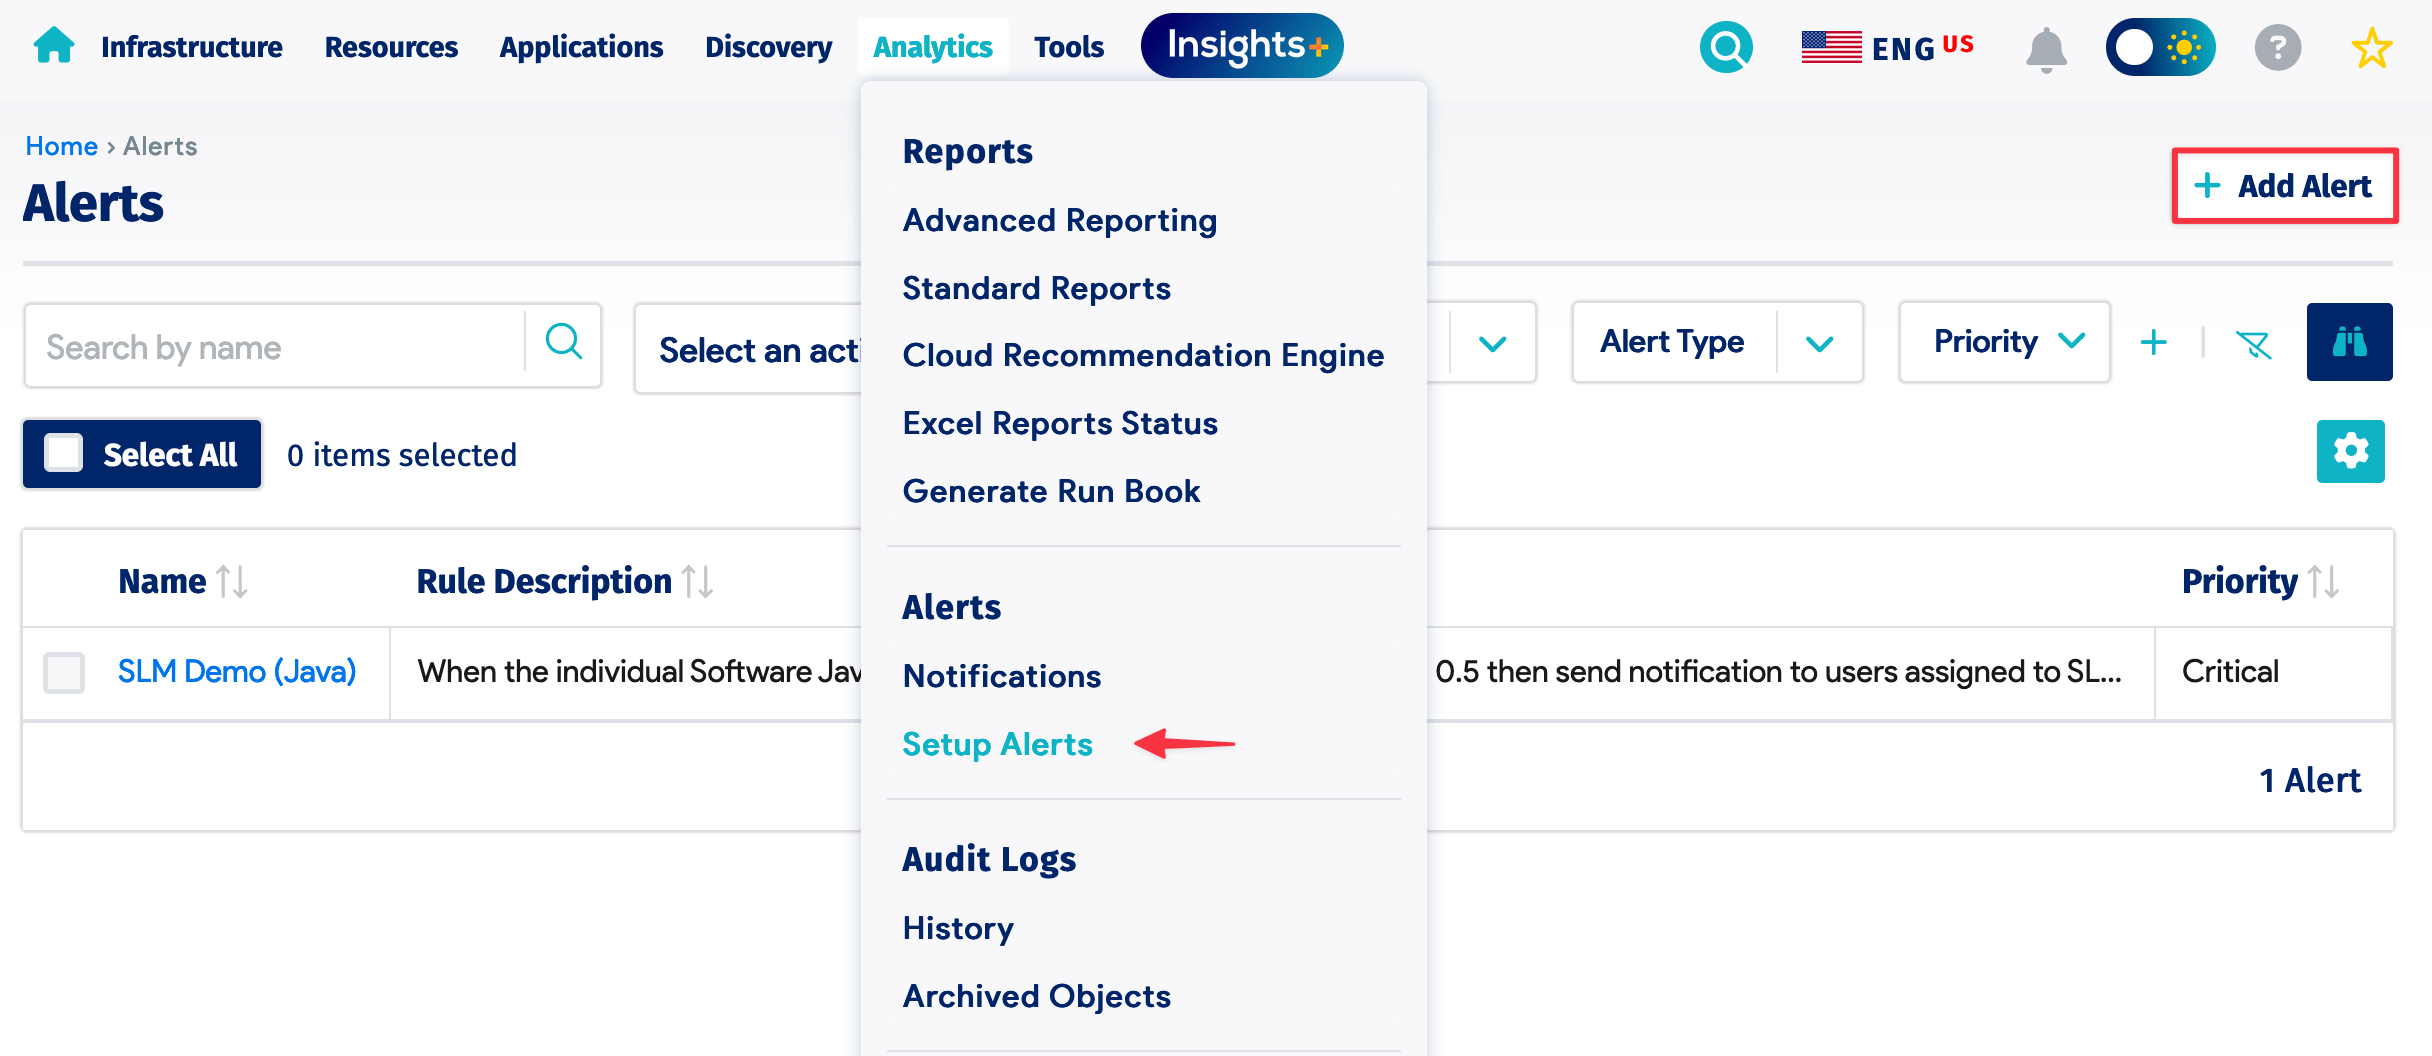 Infrastructure Resources Applications Discovery Analytics Tools Insights+ ENG US ?
Home › Alerts
Alerts
+ Add Alert
Search by name
Select an acti
Alert Type
Priority
Select All 0 items selected
Name Rule Description Priority
SLM Demo (Java) When the individual Software Jav 0.5 then send notification to users assigned to SL... Critical
1 Alert
Reports
Advanced Reporting
Standard Reports
Cloud Recommendation Engine
Excel Reports Status
Generate Run Book
Alerts
Notifications
Setup Alerts
Audit Logs
History
Archived Objects